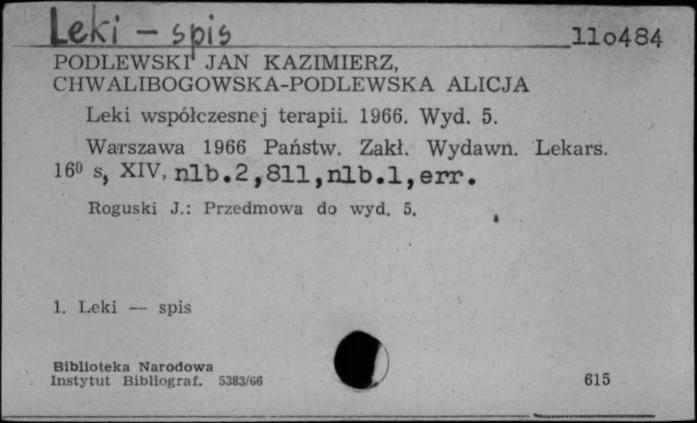 Leki - spis
11o484
PODLEWSKI JAN KAZIMIERZ,
CHWALIBOGOWSKA-PODLEWSKA ALICJA
Leki współczesnej terapii. 1966. Wyd. 5.
Warszawa 1966 Państw. Zakł. Wydawn. Lekars.
16⁰ s, XIV, nlb.2,811,nlb.1,err.
Roguski J.: Przedmowa do wyd. 5.
1. Leki — spis
Biblioteka Narodowa
Instytut Bibliograf. 5383/66
615